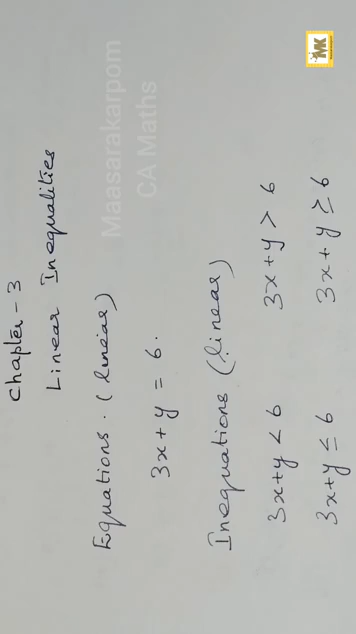 Chapter - 3
Linear Inequalities
Equations. (linear)
3x + y = 6.
Inequations (linear)
3x+y < 6 3x+y > 6
3x+y ≤ 6 3x+y ≥ 6
Maasarakarpom
CA Maths
MK